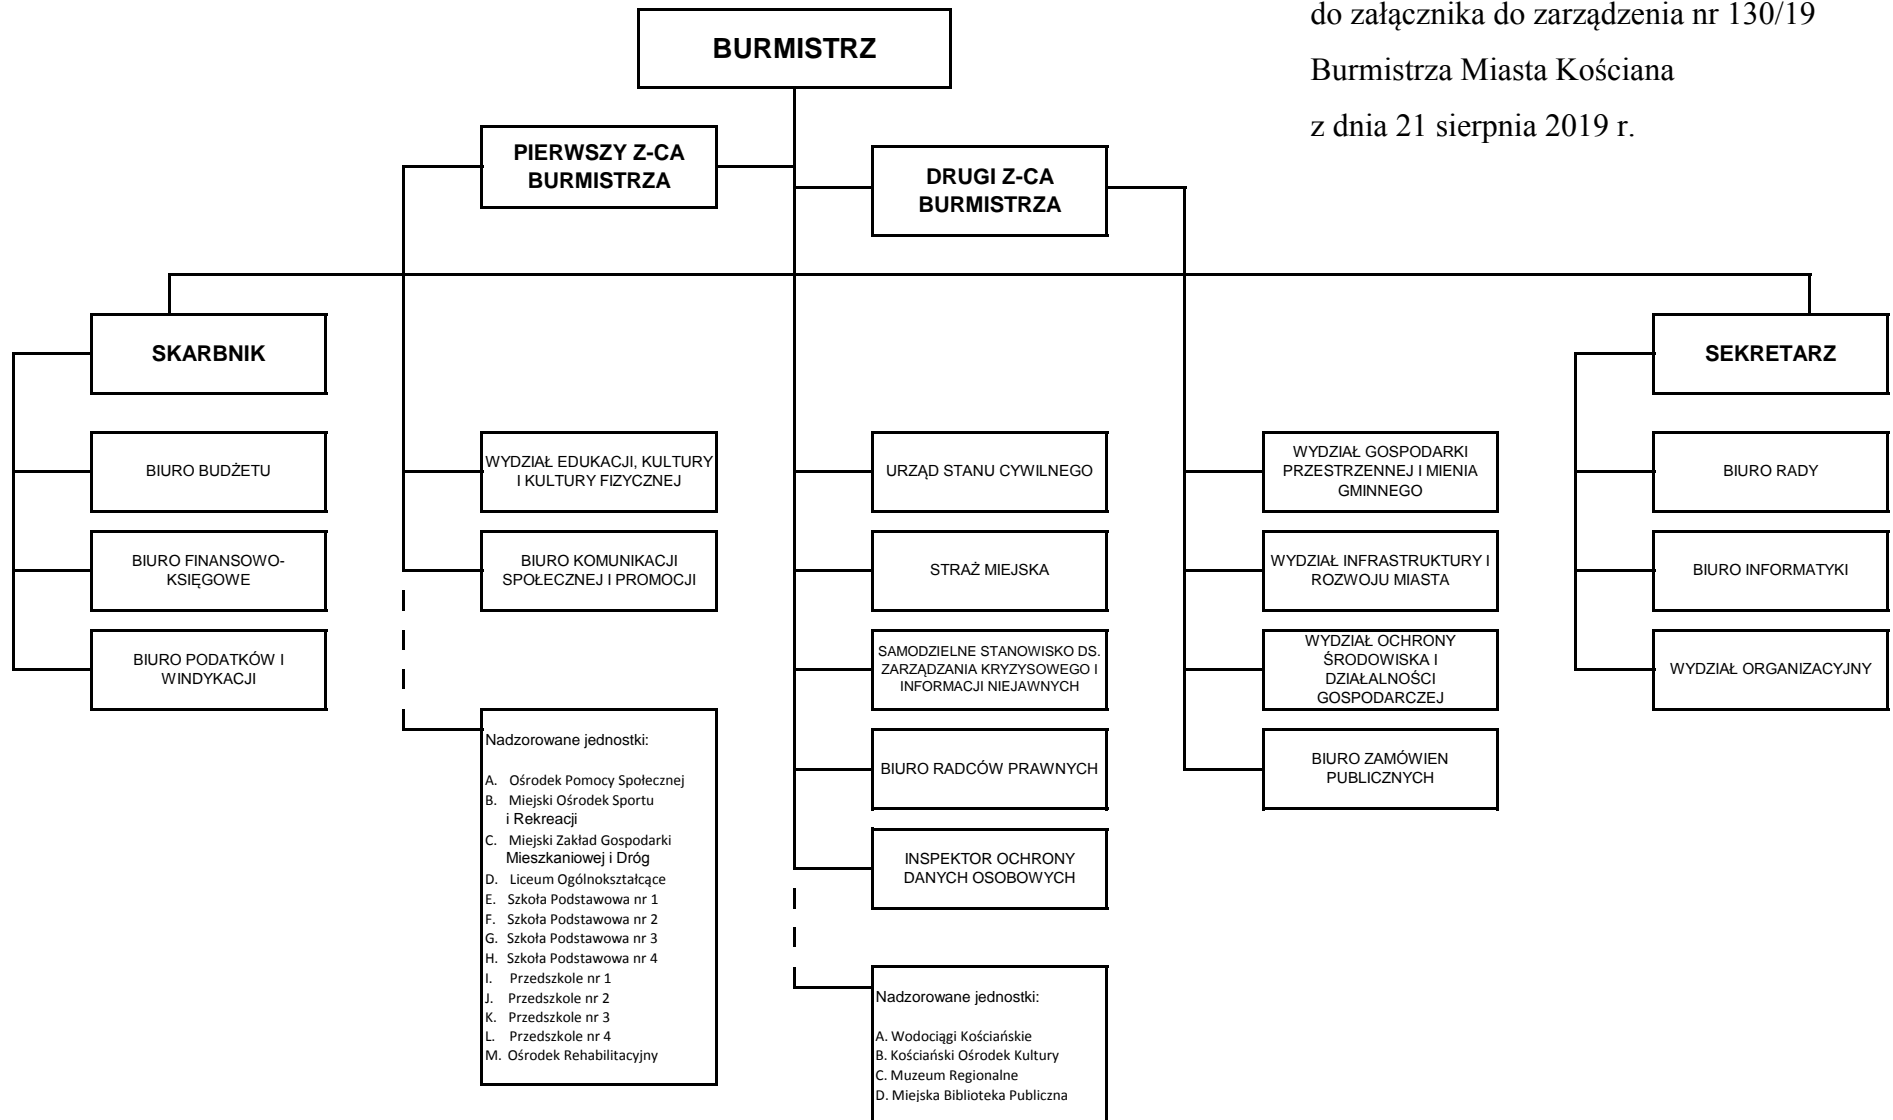 do załącznika do zarządzenia nr 130/19
Burmistrza Miasta Kościana
z dnia 21 sierpnia 2019 r.
BURMISTRZ
PIERWSZY Z-CA
BURMISTRZA
DRUGI Z-CA
BURMISTRZA
SKARBNIK
SEKRETARZ
BIURO BUDŻETU
BIURO FINANSOWO-
KSIĘGOWE
BIURO PODATKÓW I
WINDYKACJI
WYDZIAŁ EDUKACJI, KULTURY
I KULTURY FIZYCZNEJ
BIURO KOMUNIKACJI
SPOŁECZNEJ I PROMOCJI
Nadzorowane jednostki:
A. Ośrodek Pomocy Społecznej
B. Miejski Ośrodek Sportu
i Rekreacji
C. Miejski Zakład Gospodarki
Mieszkaniowej i Dróg
D. Liceum Ogólnokształcące
E. Szkoła Podstawowa nr 1
F. Szkoła Podstawowa nr 2
G. Szkoła Podstawowa nr 3
H. Szkoła Podstawowa nr 4
I. Przedszkole nr 1
J. Przedszkole nr 2
K. Przedszkole nr 3
L. Przedszkole nr 4
M. Ośrodek Rehabilitacyjny
URZĄD STANU CYWILNEGO
STRAŻ MIEJSKA
SAMODZIELNE STANOWISKO DS.
ZARZĄDZANIA KRYZYSOWEGO I
INFORMACJI NIEJAWNYCH
BIURO RADCÓW PRAWNYCH
INSPEKTOR OCHRONY
DANYCH OSOBOWYCH
Nadzorowane jednostki:
A. Wodociągi Kościańskie
B. Kościański Ośrodek Kultury
C. Muzeum Regionalne
D. Miejska Biblioteka Publiczna
WYDZIAŁ GOSPODARKI
PRZESTRZENNEJ I MIENIA
GMINNEGO
WYDZIAŁ INFRASTRUKTURY I
ROZWOJU MIASTA
WYDZIAŁ OCHRONY
ŚRODOWISKA I
DZIAŁALNOŚCI
GOSPODARCZEJ
BIURO ZAMÓWIEN
PUBLICZNYCH
BIURO RADY
BIURO INFORMATYKI
WYDZIAŁ ORGANIZACYJNY